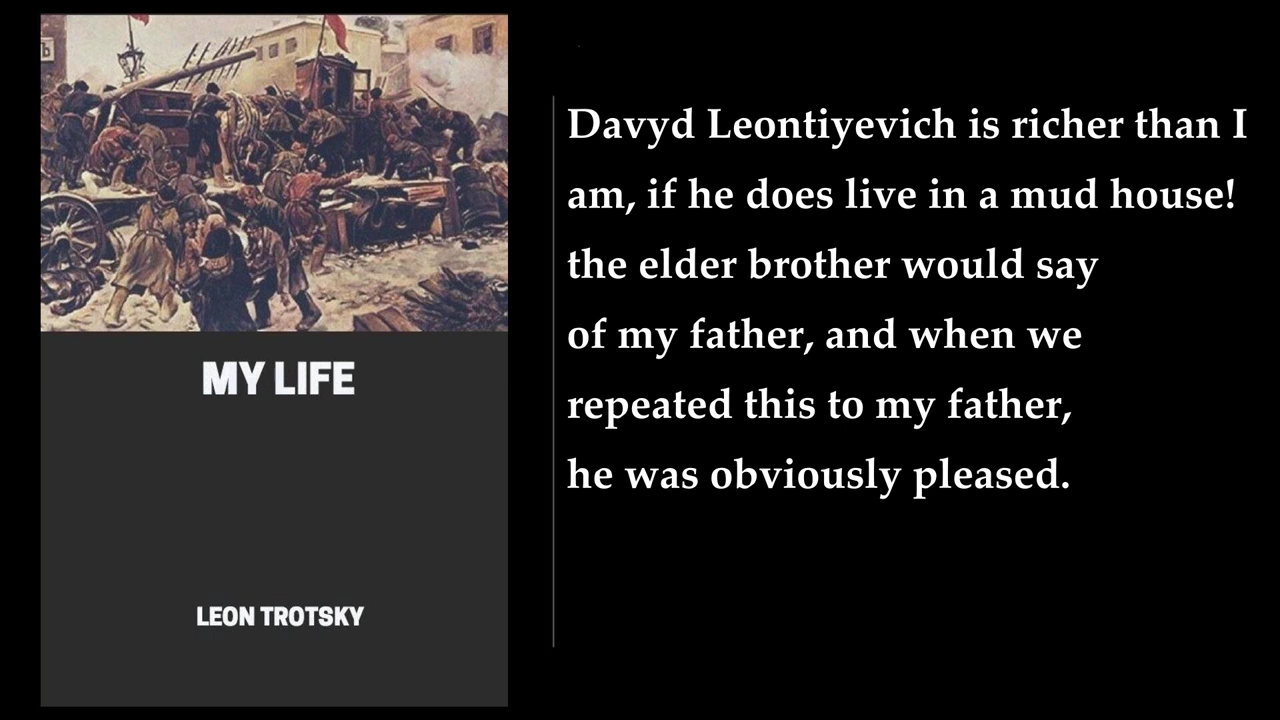 Ъ
MY LIFE
LEON TROTSKY
Davyd Leontiyevich is richer than I
am, if he does live in a mud house!
the elder brother would say
of my father, and when we
repeated this to my father,
he was obviously pleased.